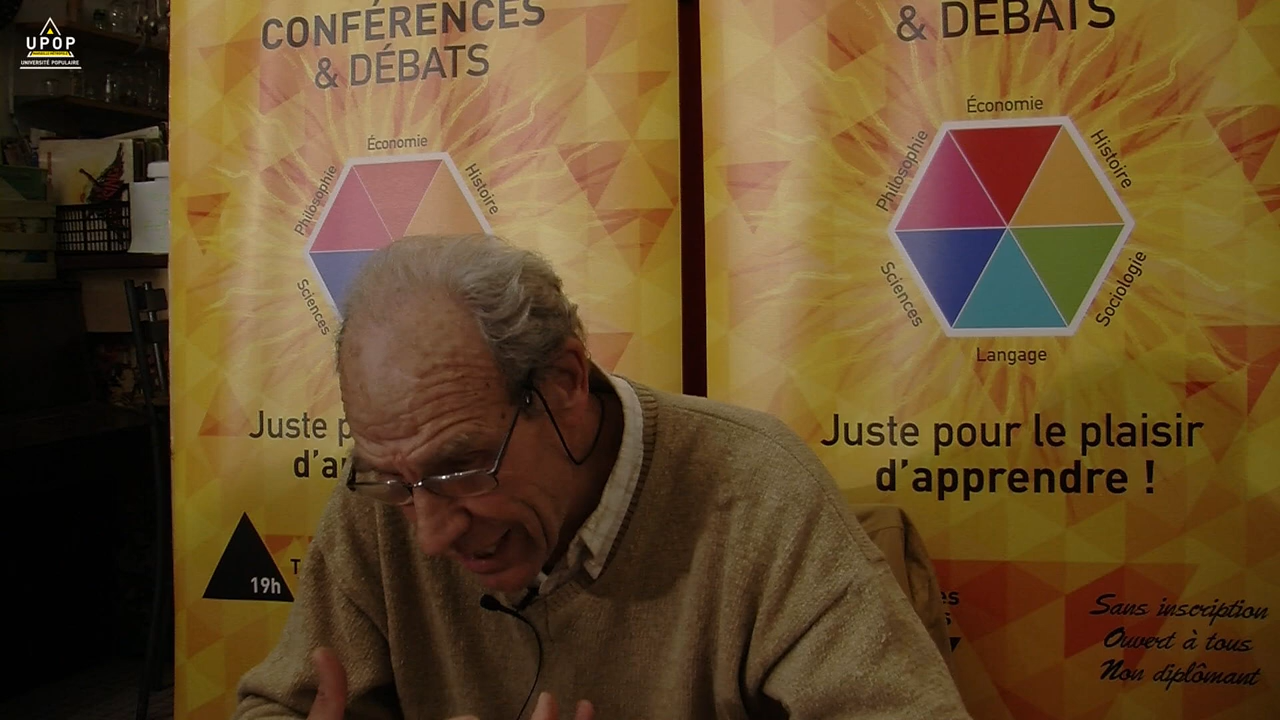 UPOP
UNIVERSITÉ POPULAIRE
CONFÉRENCES
& DÉBATS
Économie
Philosophie
Histoire
Sciences
Juste p
d'a
19h
T
& DÉBATS
Économie
Philosophie
Histoire
Sciences
Sociologie
Langage
Juste pour le plaisir
d'apprendre !
es
s
Sans inscription
Ouvert à tous
Non diplômant